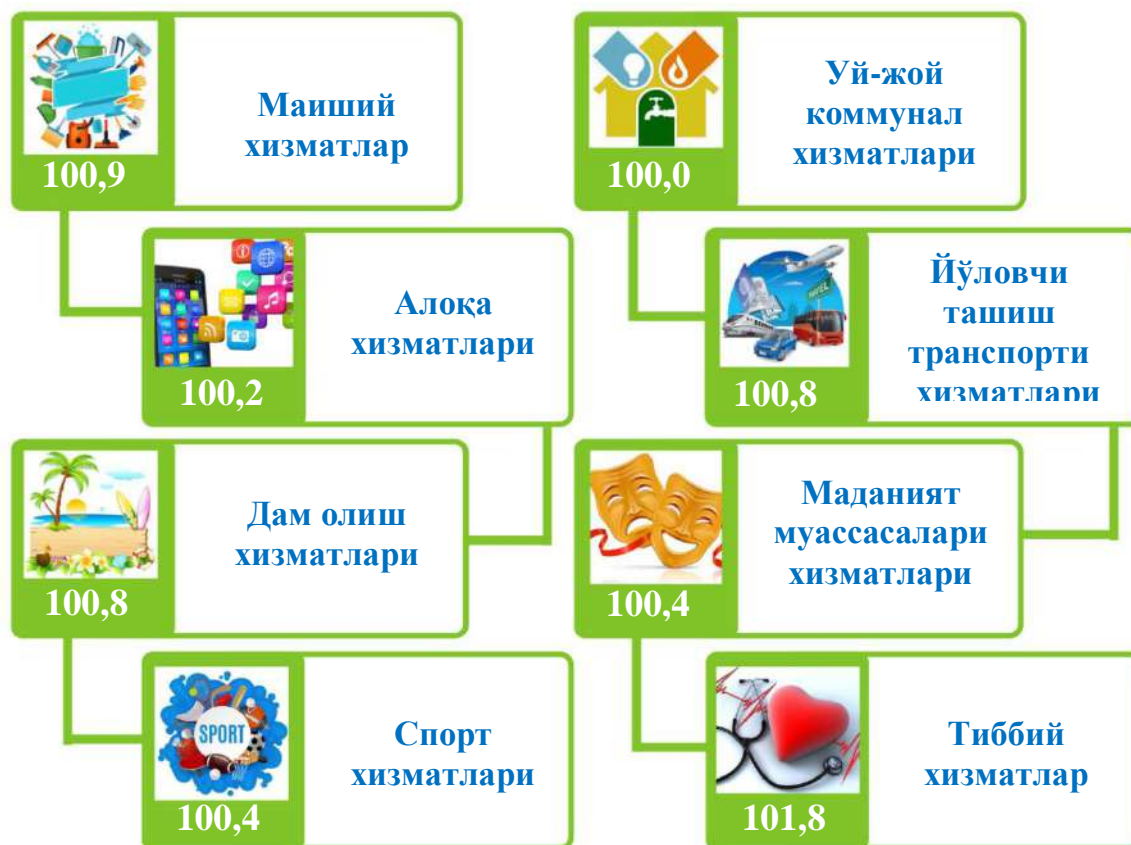 Маиший
хизматлар
100,9
Уй-жой
коммунал
хизматлари
100,0
Алоқа
хизматлари
100,2
TRAVEL
Йўловчи
ташиш
транспорти
хизматлари
100,8
Дам олиш
хизматлари
100,8
Маданият
муассасалари
хизматлари
100,4
SPORT
Спорт
хизматлари
100,4
Тиббий
хизматлар
101,8